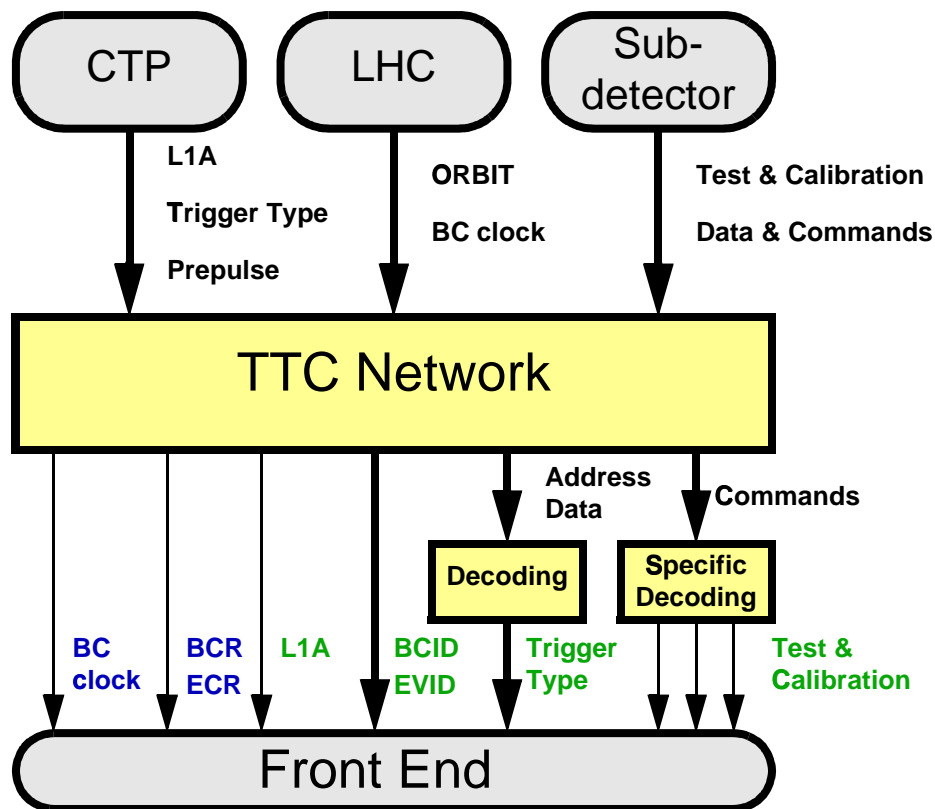 CTP
LHC
Sub-
detector
L1A
Trigger Type
Prepulse
ORBIT
BC clock
Test & Calibration
Data & Commands
TTC Network
Address
Data
Commands
Decoding
Specific
Decoding
BC
clock
BCR
ECR
L1A
BCID
EVID
Trigger
Type
Test &
Calibration
Front End